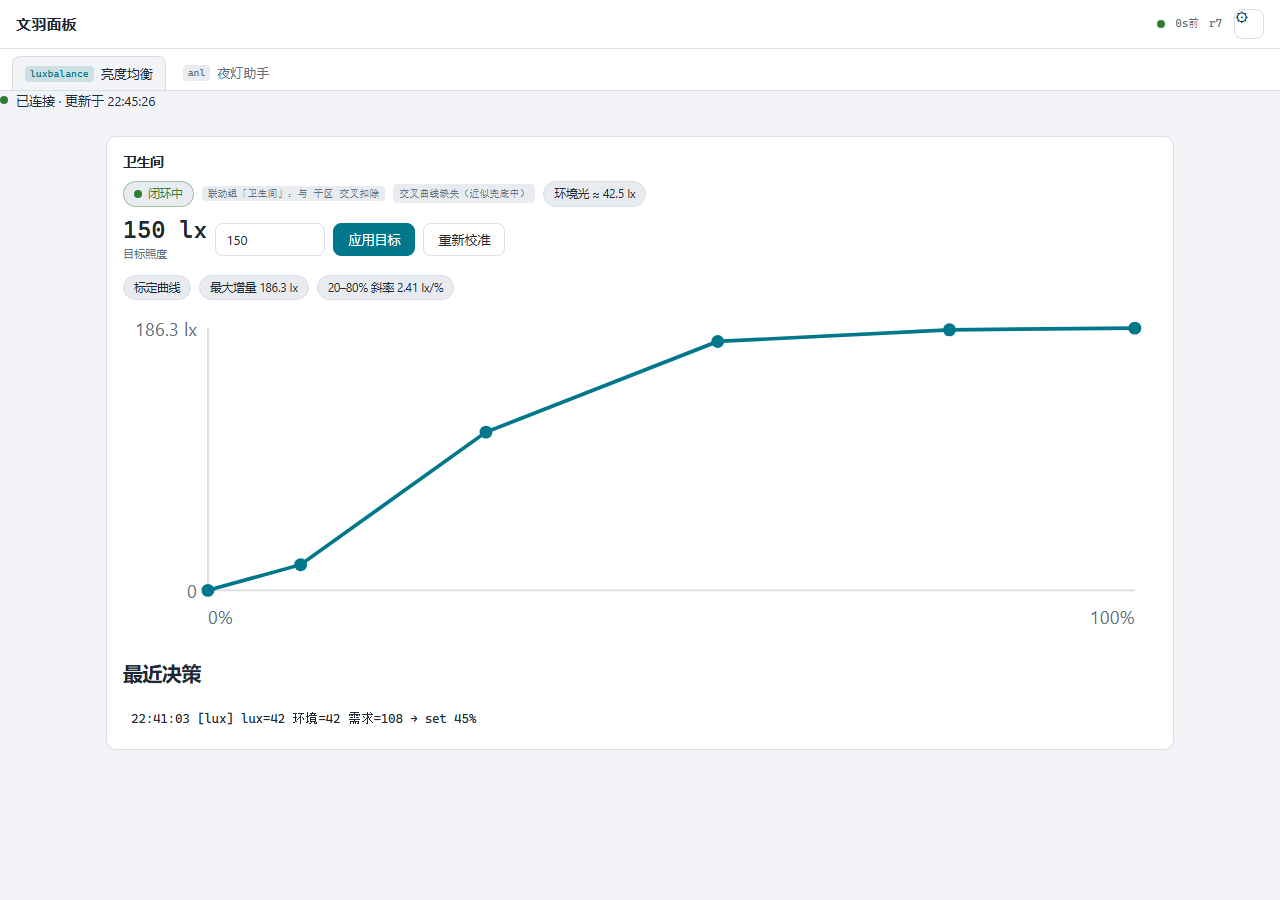 文羽面板
0s前 r7
luxbalance 亮度均衡 anl 夜灯助手
已连接 · 更新于 22:45:26
卫生间
闭环中 联动组「卫生间」: 与 干区 交叉扣除 交叉曲线缺失（近似兜底中） 环境光 ≈ 42.5 lx
150 lx 150 应用目标 重新校准
目标照度
标定曲线 最大增量 186.3 lx 20–80% 斜率 2.41 lx/%
186.3 lx
0
0% 100%
最近决策
22:41:03 [lux] lux=42 环境=42 需求=108 → set 45%